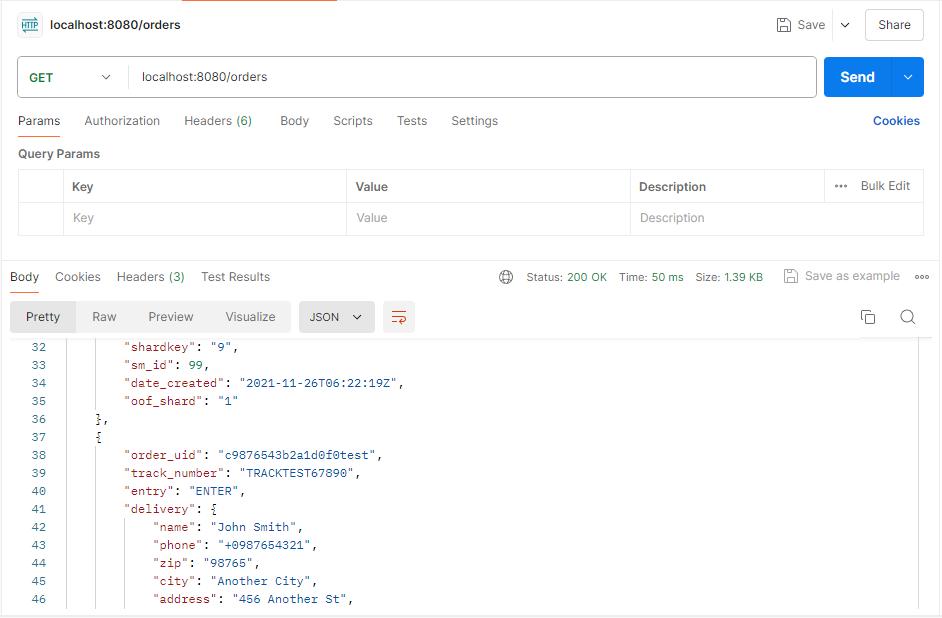 HTTP localhost:8080/orders Save Share
GET localhost:8080/orders Send
Params Authorization Headers (6) Body Scripts Tests Settings Cookies
Query Params
Key Value Description ••• Bulk Edit
Key Value Description
Body Cookies Headers (3) Test Results Status: 200 OK Time: 50 ms Size: 1.39 KB Save as example
Pretty Raw Preview Visualize JSON
32 "shardkey": "9",
33 "sm_id": 99,
34 "date_created": "2021-11-26T06:22:19Z",
35 "oof_shard": "1"
36 },
37 {
38 "order_uid": "c9876543b2a1d0f0test",
39 "track_number": "TRACKTEST67890",
40 "entry": "ENTER",
41 "delivery": {
42 "name": "John Smith",
43 "phone": "+0987654321",
44 "zip": "98765",
45 "city": "Another City",
46 "address": "456 Another St",